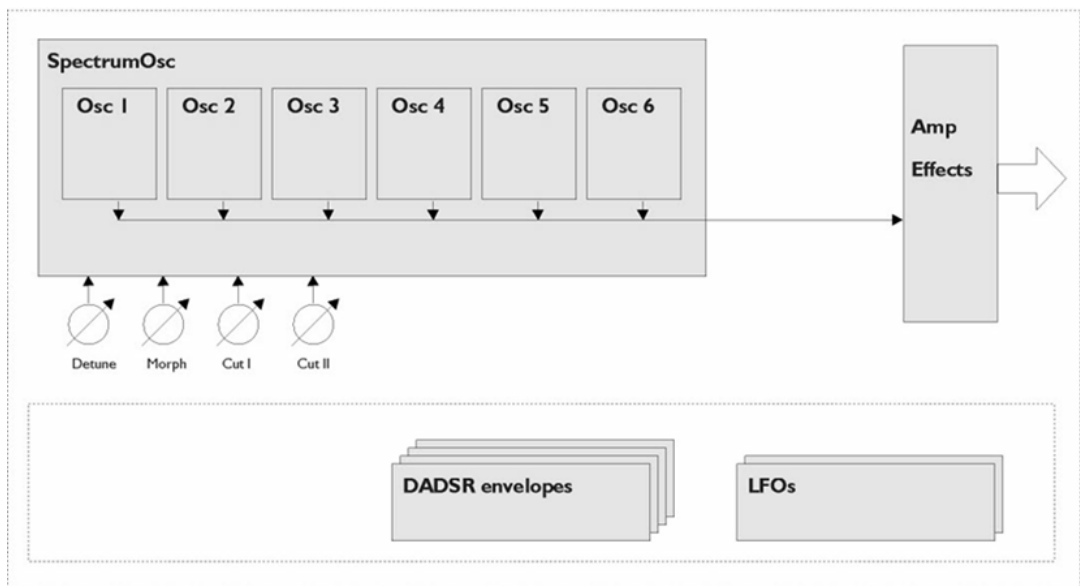 SpectrumOsc
Osc 1
Osc 2
Osc 3
Osc 4
Osc 5
Osc 6
Amp
Effects
Detune
Morph
Cut I
Cut II
DADSR envelopes
LFOs